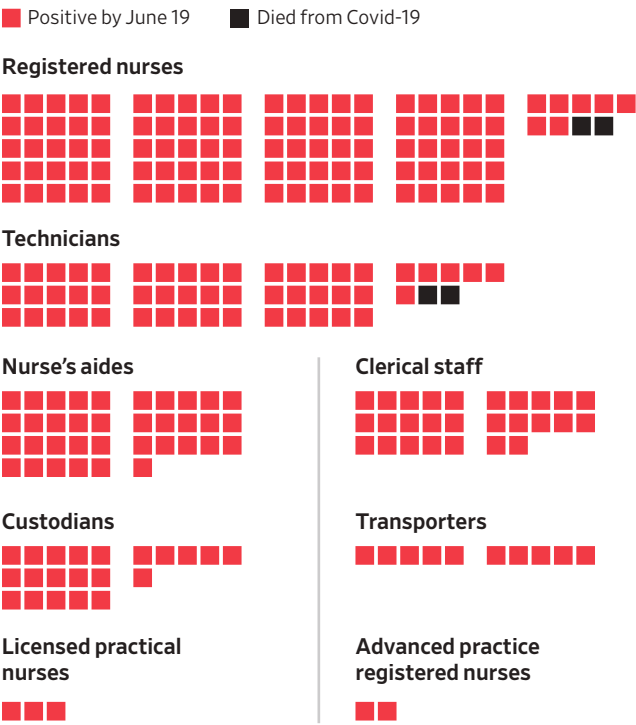 Positive by June 19
Died from Covid-19
Registered nurses
Technicians
Nurse’s aides
Clerical staff
Custodians
Transporters
Licensed practical
nurses
Advanced practice
registered nurses